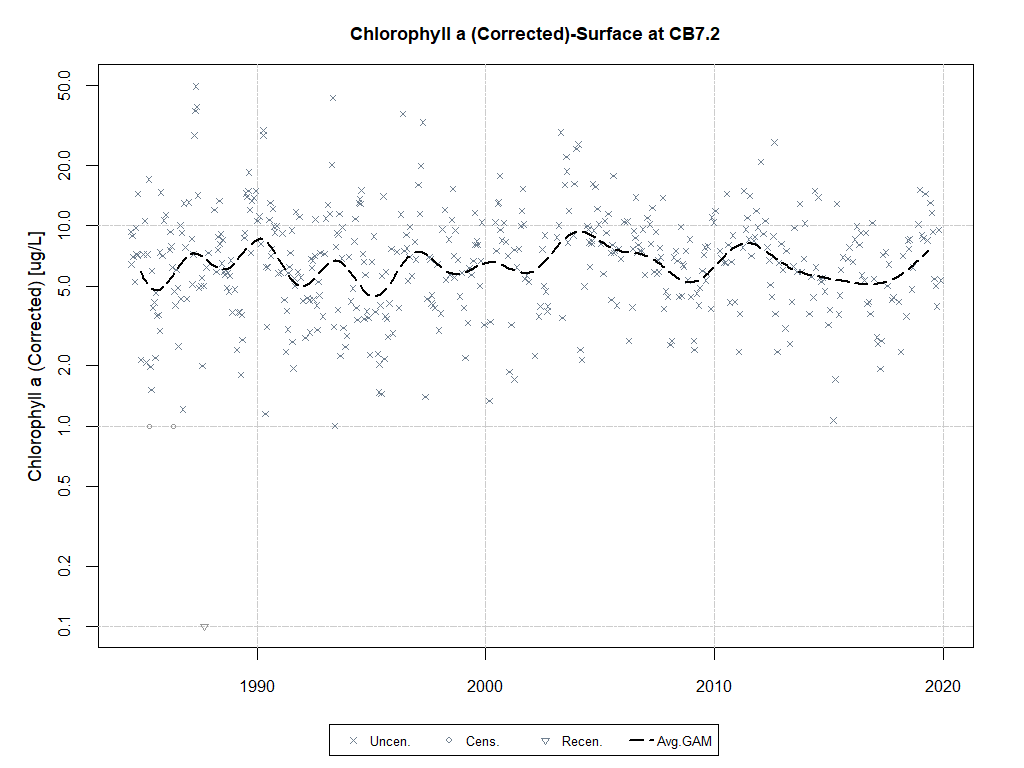 Chlorophyll a (Corrected)-Surface at CB7.2
Chlorophyll a (Corrected) [ug/L]
50.0
20.0
10.0
5.0
2.0
1.0
0.5
0.2
0.1
1990 2000 2010 2020
Uncen. Cens. Recen. Avg.GAM